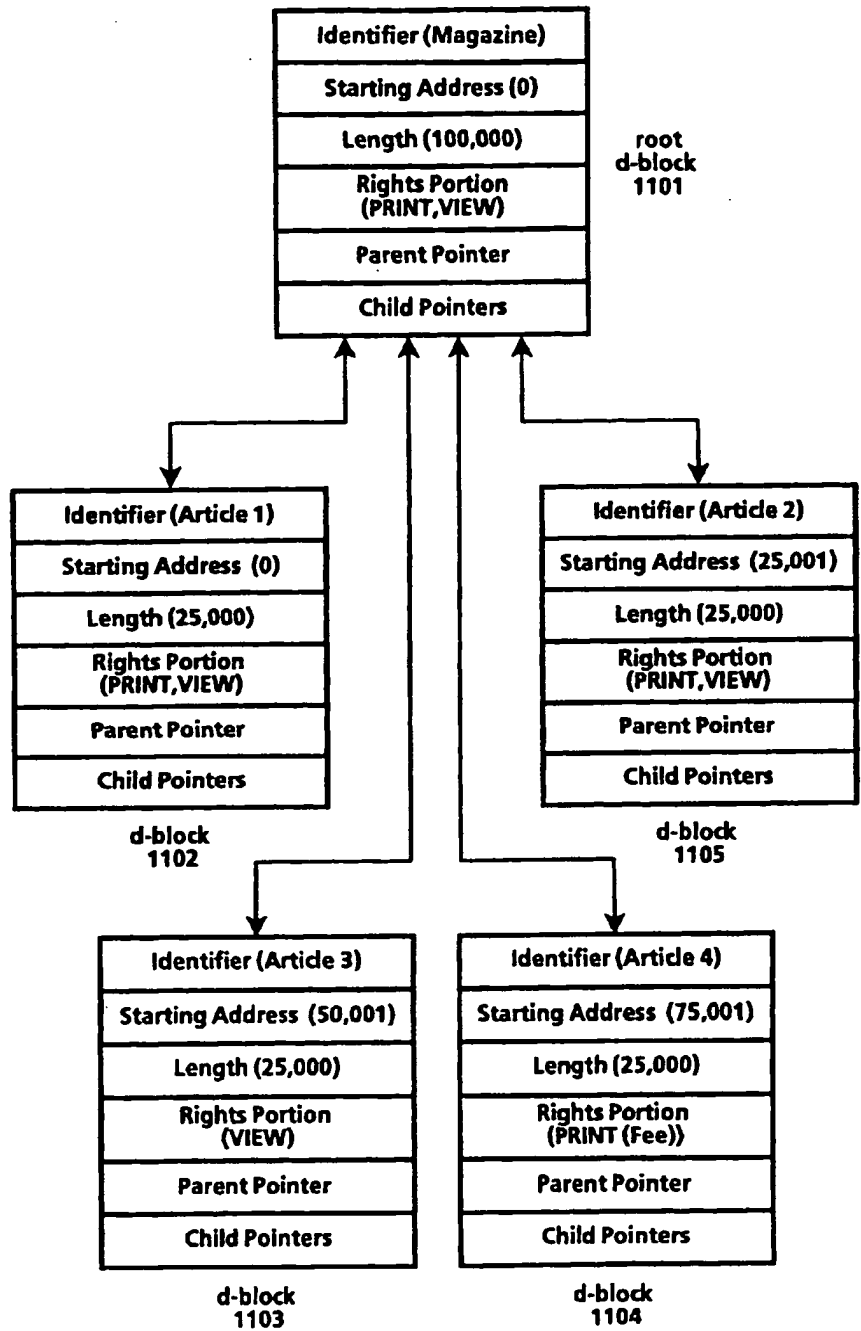 Identifier (Magazine)
Starting Address (0)
Length (100,000)
Rights Portion
(PRINT,VIEW)
Parent Pointer
Child Pointers
root
d-block
1101
Identifier (Article 1)
Starting Address (0)
Length (25,000)
Rights Portion
(PRINT,VIEW)
Parent Pointer
Child Pointers
d-block
1102
Identifier (Article 2)
Starting Address (25,001)
Length (25,000)
Rights Portion
(PRINT,VIEW)
Parent Pointer
Child Pointers
d-block
1105
Identifier (Article 3)
Starting Address (50,001)
Length (25,000)
Rights Portion
(VIEW)
Parent Pointer
Child Pointers
d-block
1103
Identifier (Article 4)
Starting Address (75,001)
Length (25,000)
Rights Portion
(PRINT (Fee))
Parent Pointer
Child Pointers
d-block
1104